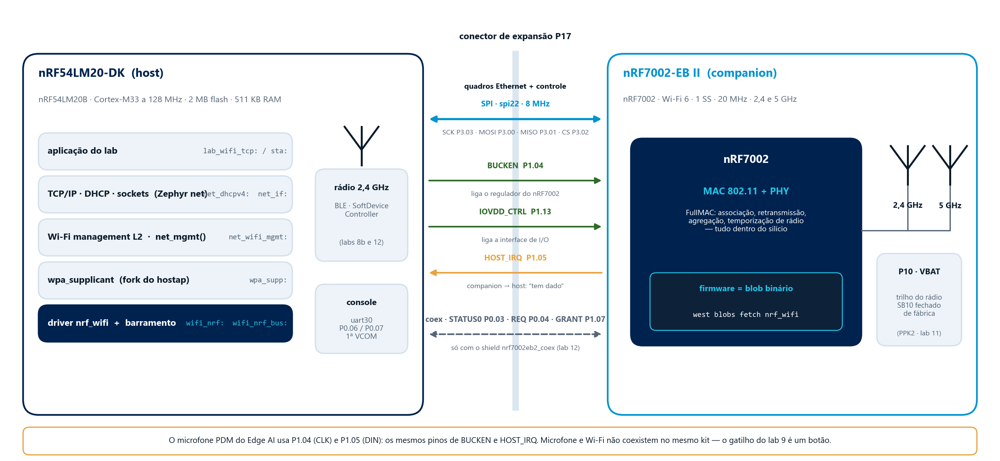 conector de expansão P17
nRF54LM20-DK (host)
nRF54LM20B · Cortex-M33 a 128 MHz · 2 MB flash · 511 KB RAM
aplicação do lab
lab_wifi_tcp: / sta:
TCP/IP · DHCP · sockets (Zephyr net)
net_dhcpv4: net_if:
Wi-Fi management L2 · net_mgmt()
net_wifi_mgmt:
wpa_supplicant (fork do hostap)
wpa_supp:
driver nrf_wifi + barramento
wifi_nrf: wifi_nrf_bus:
rádio 2,4 GHz
BLE · SoftDevice
Controller
(labs 8b e 12)
console
uart30
P0.06 / P0.07
1ª VCOM
quadros Ethernet + controle
SPI · spi22 · 8 MHz
SCK P3.03 · MOSI P3.00 · MISO P3.01 · CS P3.02
BUCKEN P1.04
liga o regulador do nRF7002
IOVDD_CTRL P1.13
liga a interface de I/O
HOST_IRQ P1.05
companion → host: “tem dado”
coex · STATUS0 P0.03 · REQ P0.04 · GRANT P1.07
só com o shield nrf7002eb2_coex (lab 12)
nRF7002-EB II (companion)
nRF7002 · Wi-Fi 6 · 1 SS · 20 MHz · 2,4 e 5 GHz
nRF7002
MAC 802.11 + PHY
FullMAC: associação, retransmissão,
agregação, temporização de rádio
— tudo dentro do silício
firmware = blob binário
west blobs fetch nrf_wifi
2,4 GHz
5 GHz
P10 · VBAT
trilho do rádio
SB10 fechado
de fábrica
(PPK2 · lab 11)
O microfone PDM do Edge AI usa P1.04 (CLK) e P1.05 (DIN): os mesmos pinos de BUCKEN e HOST_IRQ. Microfone e Wi-Fi não coexistem no mesmo kit — o gatilho do lab 9 é um botão.